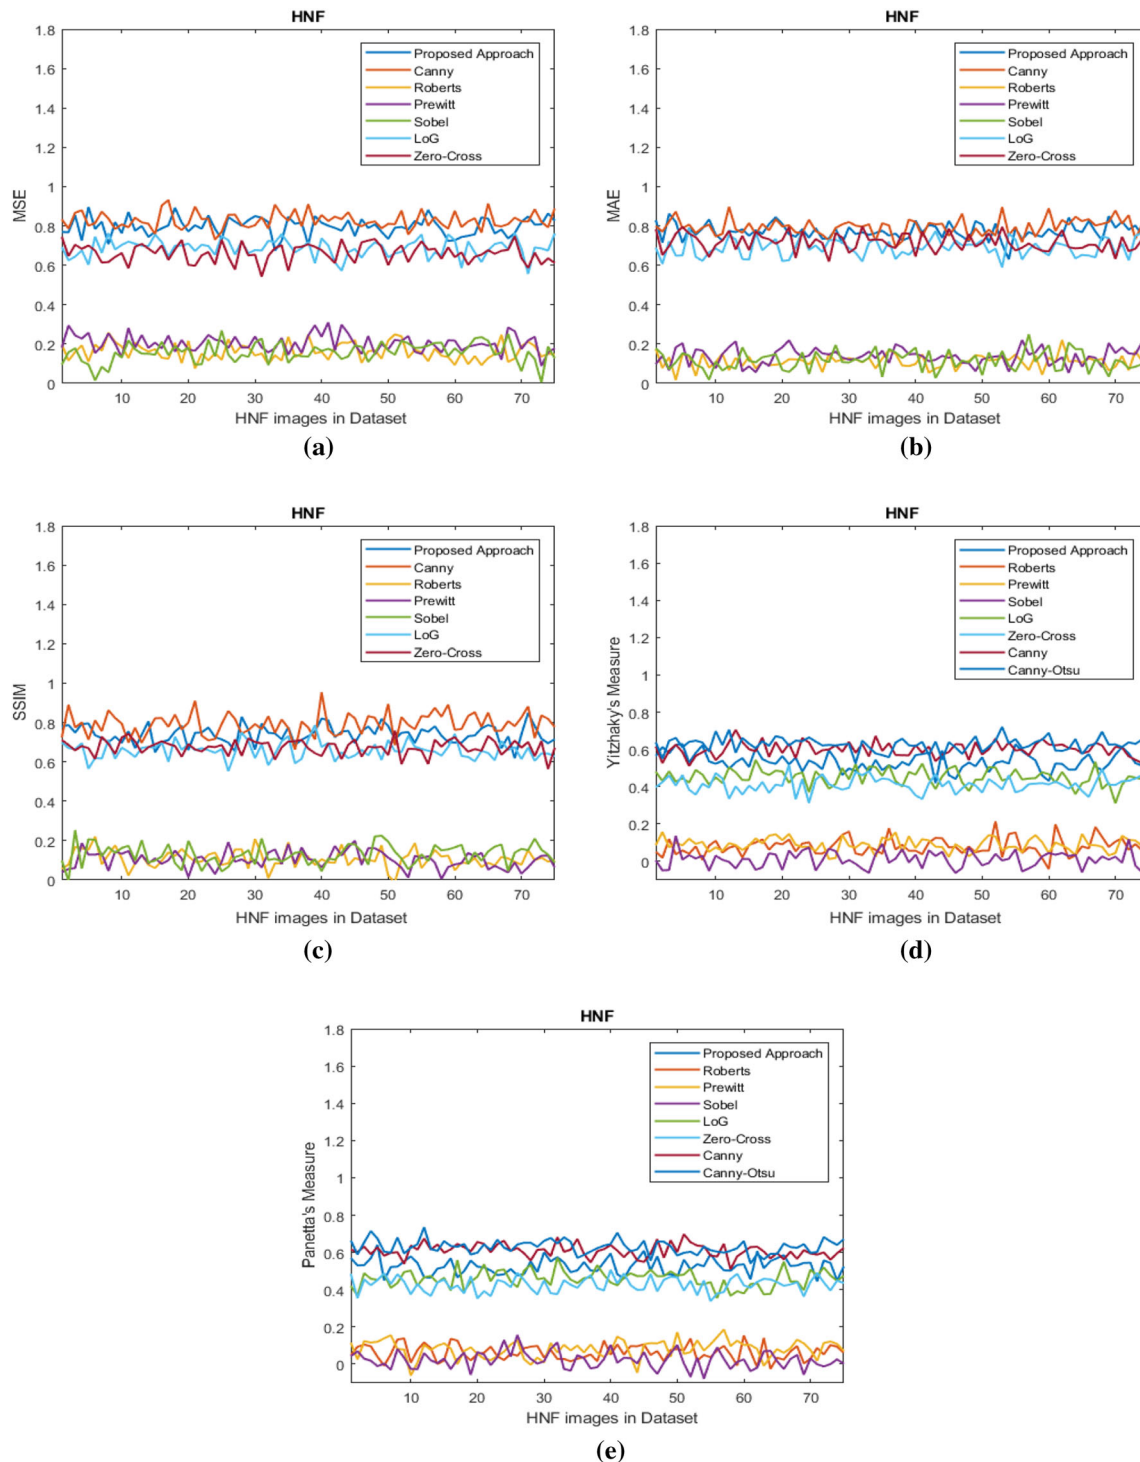 HNF
1.8
1.6
1.4
1.2
1
0.8
0.6
0.4
0.2
0
MSE
Proposed Approach
Canny
Roberts
Prewitt
Sobel
LoG
Zero-Cross
10 20 30 40 50 60 70
HNF images in Dataset
(a)
HNF
1.8
1.6
1.4
1.2
1
0.8
0.6
0.4
0.2
0
MAE
Proposed Approach
Canny
Roberts
Prewitt
Sobel
LoG
Zero-Cross
10 20 30 40 50 60 70
HNF images in Dataset
(b)
HNF
1.8
1.6
1.4
1.2
1
0.8
0.6
0.4
0.2
0
SSIM
Proposed Approach
Canny
Roberts
Prewitt
Sobel
LoG
Zero-Cross
10 20 30 40 50 60 70
HNF images in Dataset
(c)
HNF
1.8
1.6
1.4
1.2
1
0.8
0.6
0.4
0.2
0
Yitzhaky's Measure
Proposed Approach
Roberts
Prewitt
Sobel
LoG
Zero-Cross
Canny
Canny-Otsu
10 20 30 40 50 60 70
HNF images in Dataset
(d)
HNF
1.8
1.6
1.4
1.2
1
0.8
0.6
0.4
0.2
0
Panetta's Measure
Proposed Approach
Roberts
Prewitt
Sobel
LoG
Zero-Cross
Canny
Canny-Otsu
10 20 30 40 50 60 70
HNF images in Dataset
(e)